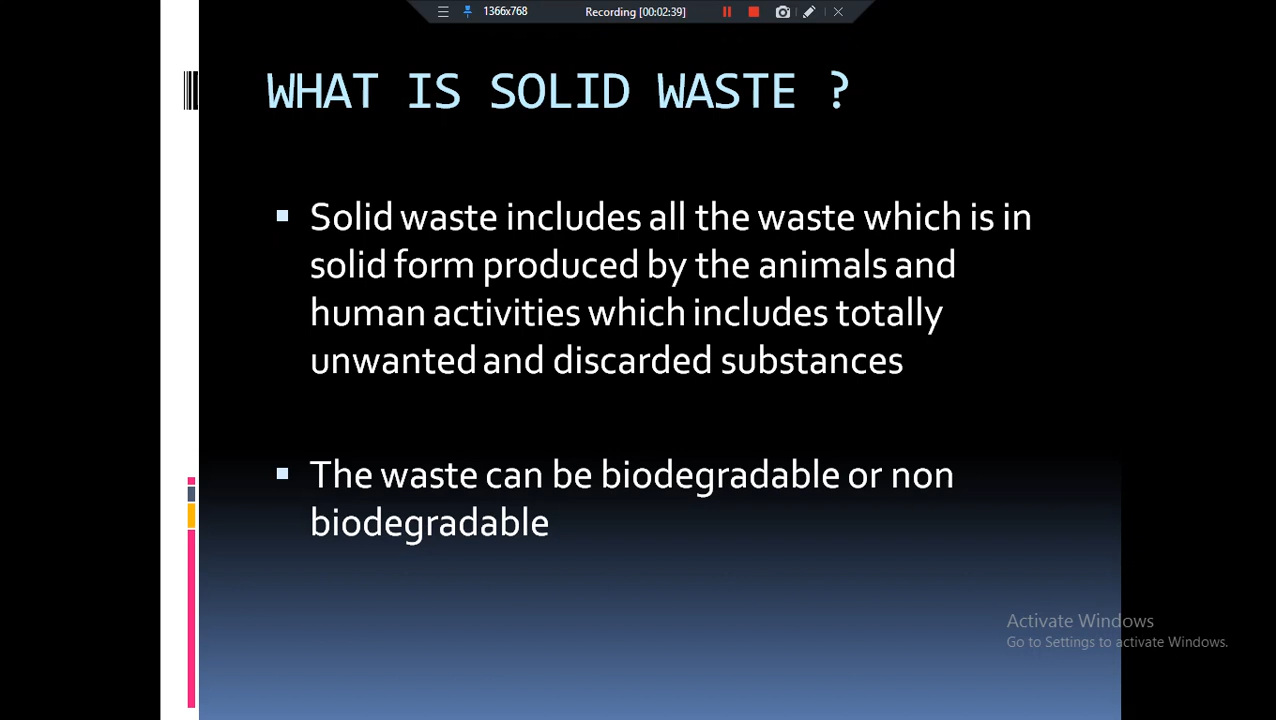 1366x768 Recording [00:02:39]
WHAT IS SOLID WASTE ?
Solid waste includes all the waste which is in
solid form produced by the animals and
human activities which includes totally
unwanted and discarded substances
The waste can be biodegradable or non
biodegradable
Activate Windows
Go to Settings to activate Windows.